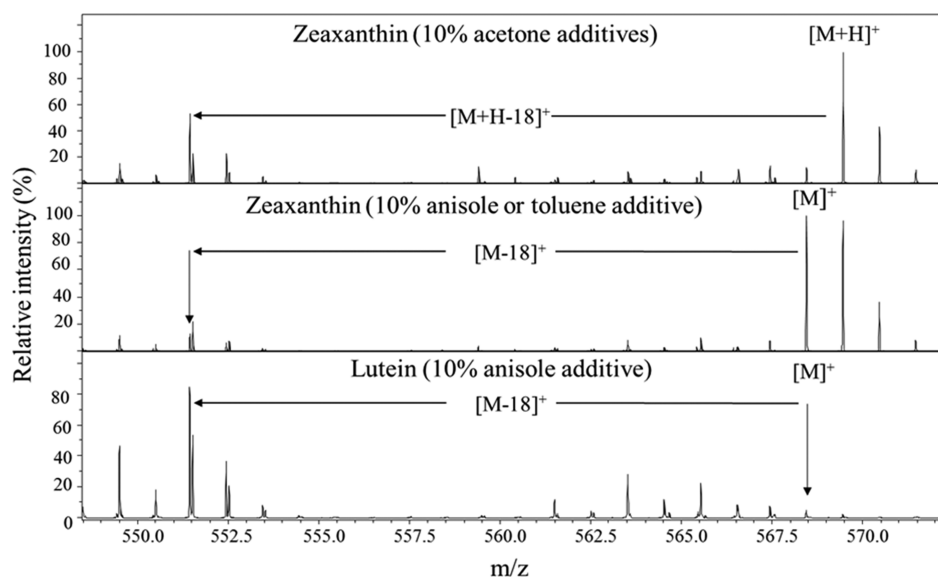 Zeaxanthin (10% acetone additives)
[M+H]+
100
80
[M+H-18]+
60
40
20
Zeaxanthin (10% anisole or toluene additive)
[M]+
100
80
[M-18]+
60
40
20
Lutein (10% anisole additive)
[M]+
80
[M-18]+
60
40
20
0
550.0 552.5 555.0 557.5 560.0 562.5 565.0 567.5 570.0
m/z
Relative intensity (%)